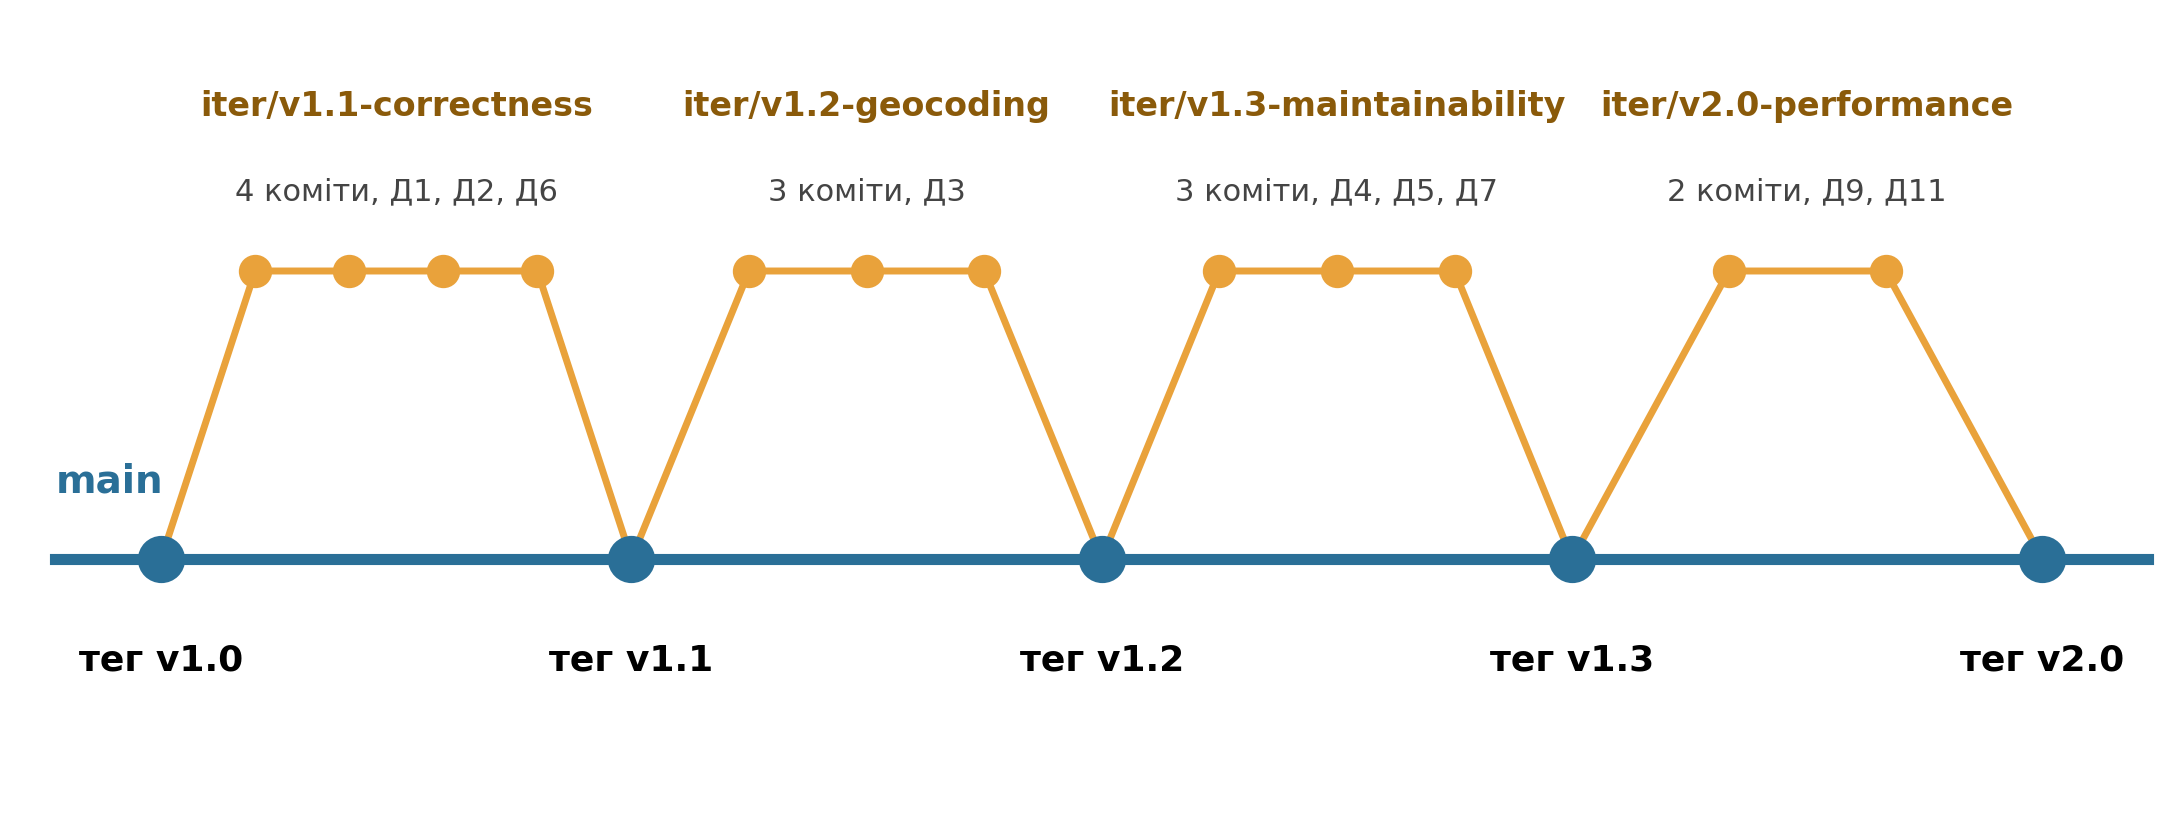 iter/v1.1-correctness
iter/v1.2-geocoding
iter/v1.3-maintainability
iter/v2.0-performance
4 коміти, Д1, Д2, Д6
3 коміти, Д3
3 коміти, Д4, Д5, Д7
2 коміти, Д9, Д11
main
тег v1.0
тег v1.1
тег v1.2
тег v1.3
тег v2.0